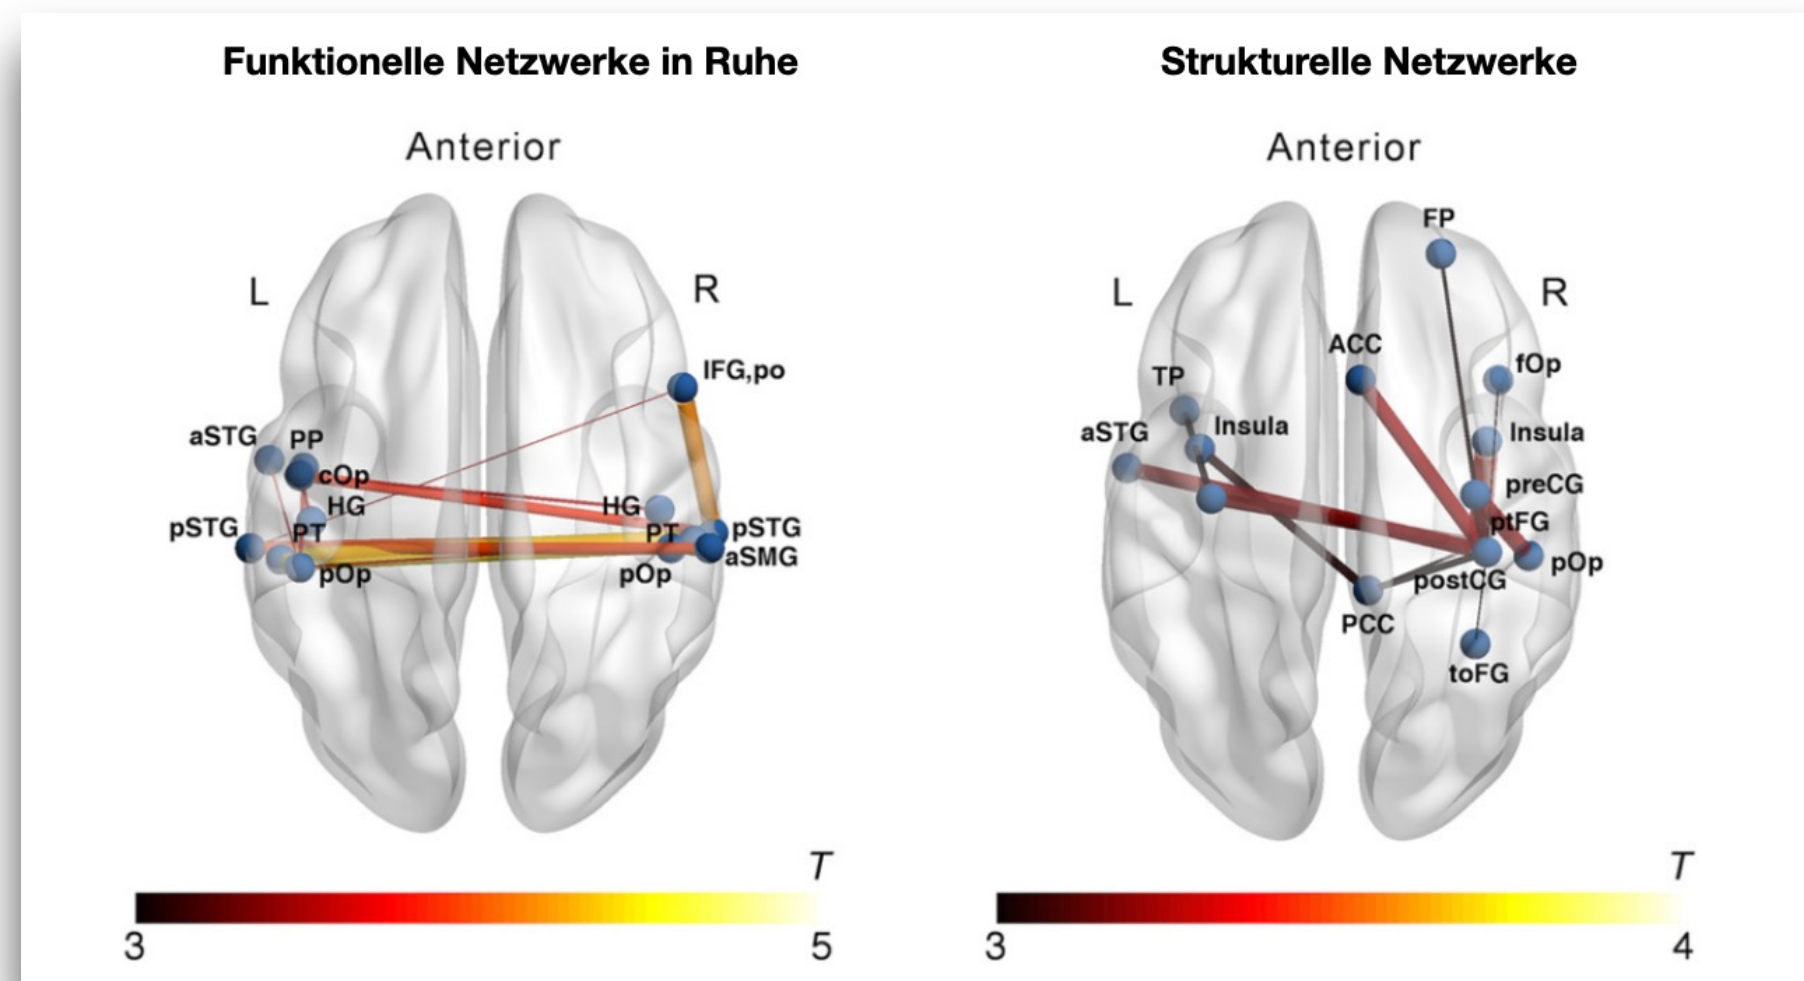 Funktionelle Netzwerke in Ruhe
Anterior
L
R
IFG,po
aSTG
PP
cOp
HG
HG
pSTG
PT
PT
pSTG
aSMG
pOp
pOp
T
3
5
Strukturelle Netzwerke
Anterior
FP
L
R
ACC
fOp
TP
aSTG
Insula
Insula
preCG
ptFG
pOp
postCG
PCC
toFG
T
3
4